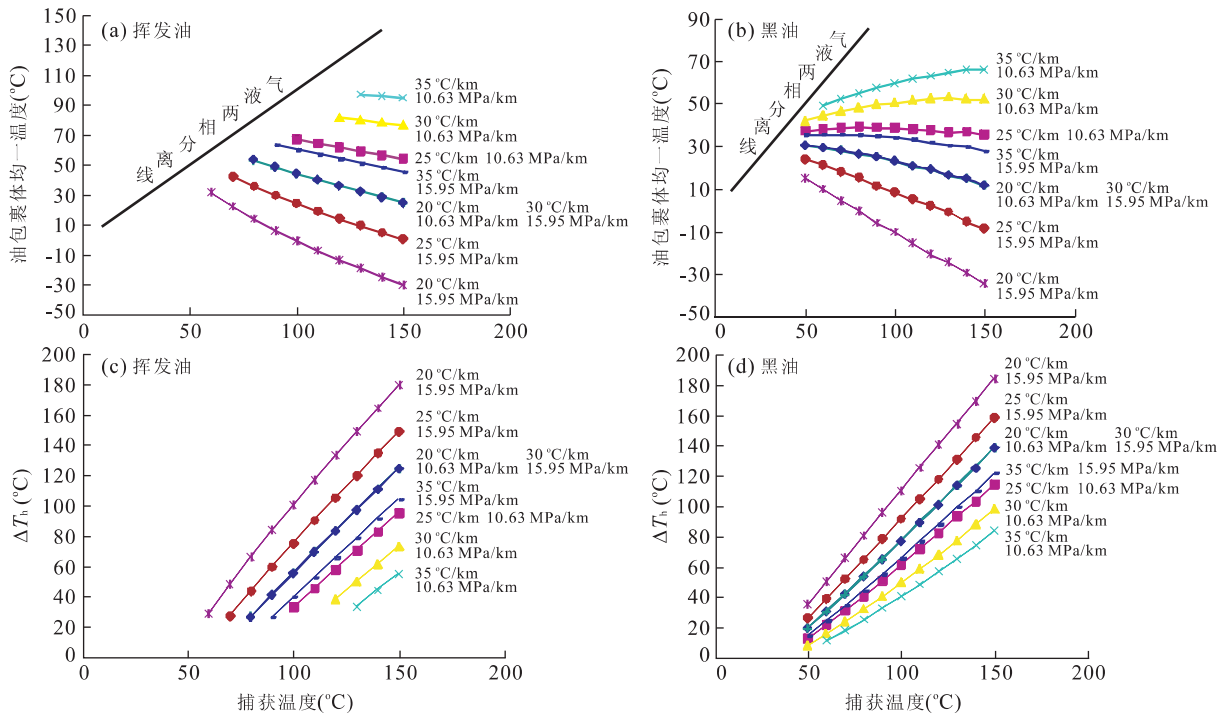 (a) 挥发油
150
130
110
90
70
50
30
10
-10
-30
-50
油包裹体均一温度(°C)
气液两相分离线
35 °C/km
10.63 MPa/km
30 °C/km
10.63 MPa/km
25 °C/km 10.63 MPa/km
35 °C/km
15.95 MPa/km
20 °C/km 30 °C/km
10.63 MPa/km 15.95 MPa/km
25 °C/km
15.95 MPa/km
20 °C/km
15.95 MPa/km
0 50 100 150 200
(b) 黑油
90
70
50
30
10
-10
-30
-50
油包裹体均一温度(°C)
气液两相分离线
35 °C/km
10.63 MPa/km
30 °C/km
10.63 MPa/km
25 °C/km 10.63 MPa/km
35 °C/km
15.95 MPa/km
20 °C/km 30 °C/km
10.63 MPa/km 15.95 MPa/km
25 °C/km
15.95 MPa/km
20 °C/km
15.95 MPa/km
0 50 100 150 200
(c) 挥发油
200
180
160
140
120
100
80
60
40
20
0
ΔTh (°C)
20 °C/km
15.95 MPa/km
25 °C/km
15.95 MPa/km
20 °C/km 30 °C/km
10.63 MPa/km 15.95 MPa/km
35 °C/km
15.95 MPa/km
25 °C/km 10.63 MPa/km
30 °C/km
10.63 MPa/km
35 °C/km
10.63 MPa/km
0 50 100 150 200
捕获温度(°C)
(d) 黑油
200
180
160
140
120
100
80
60
40
20
0
ΔTh (°C)
20 °C/km
15.95 MPa/km
25 °C/km
15.95 MPa/km
20 °C/km 30 °C/km
10.63 MPa/km 15.95 MPa/km
35 °C/km 15.95 MPa/km
25 °C/km 10.63 MPa/km
30 °C/km
10.63 MPa/km
35 °C/km
10.63 MPa/km
0 50 100 150 200
捕获温度(°C)